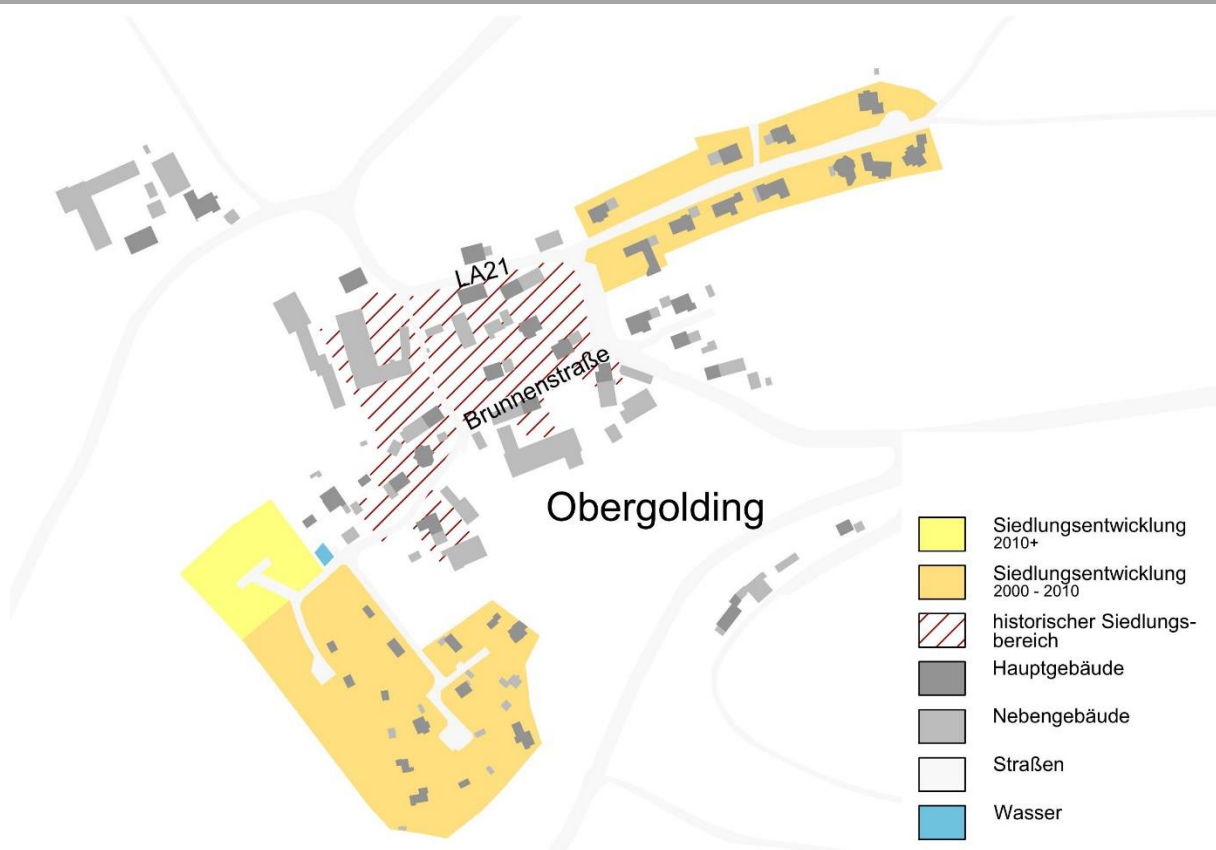 LA21
Brunnenstraße
Obergolding
Siedlungsentwicklung
2010+
Siedlungsentwicklung
2000 - 2010
historischer Siedlungs-
bereich
Hauptgebäude
Nebengebäude
Straßen
Wasser